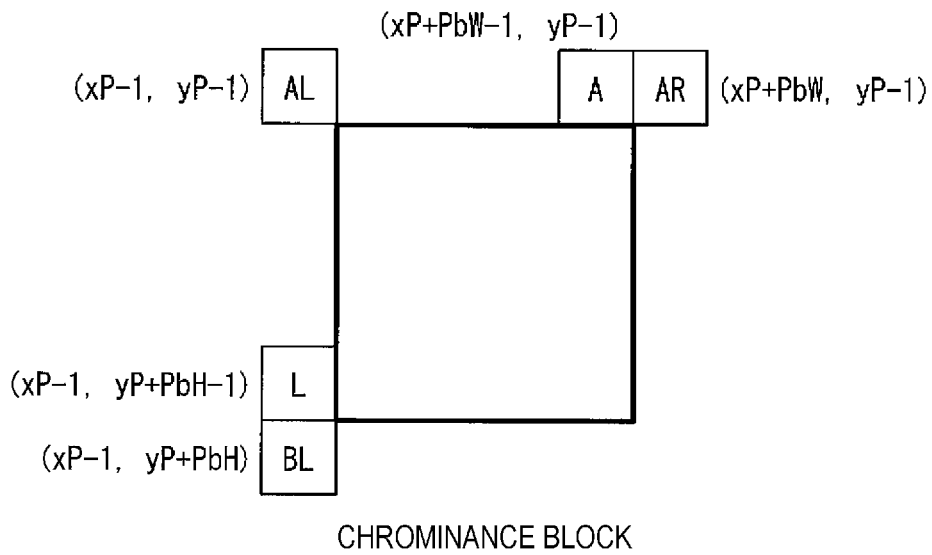 (xP+PbW-1, yP-1)
(xP-1, yP-1) AL A AR (xP+PbW, yP-1)
(xP-1, yP+PbH-1) L
(xP-1, yP+PbH) BL
CHROMINANCE BLOCK